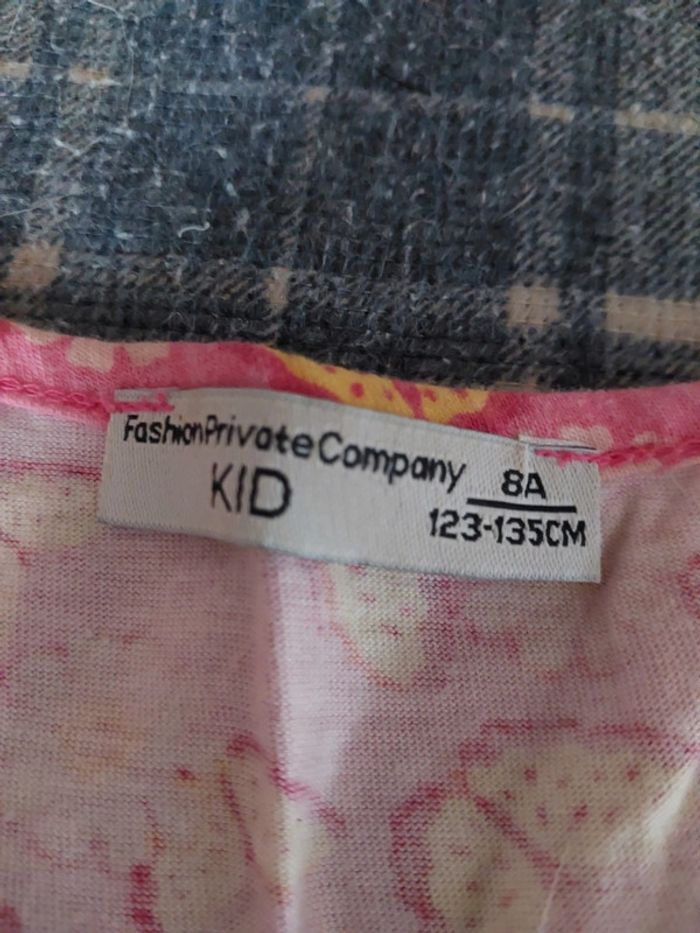 FashionPrivateCompany
KID
8A
123-135CM